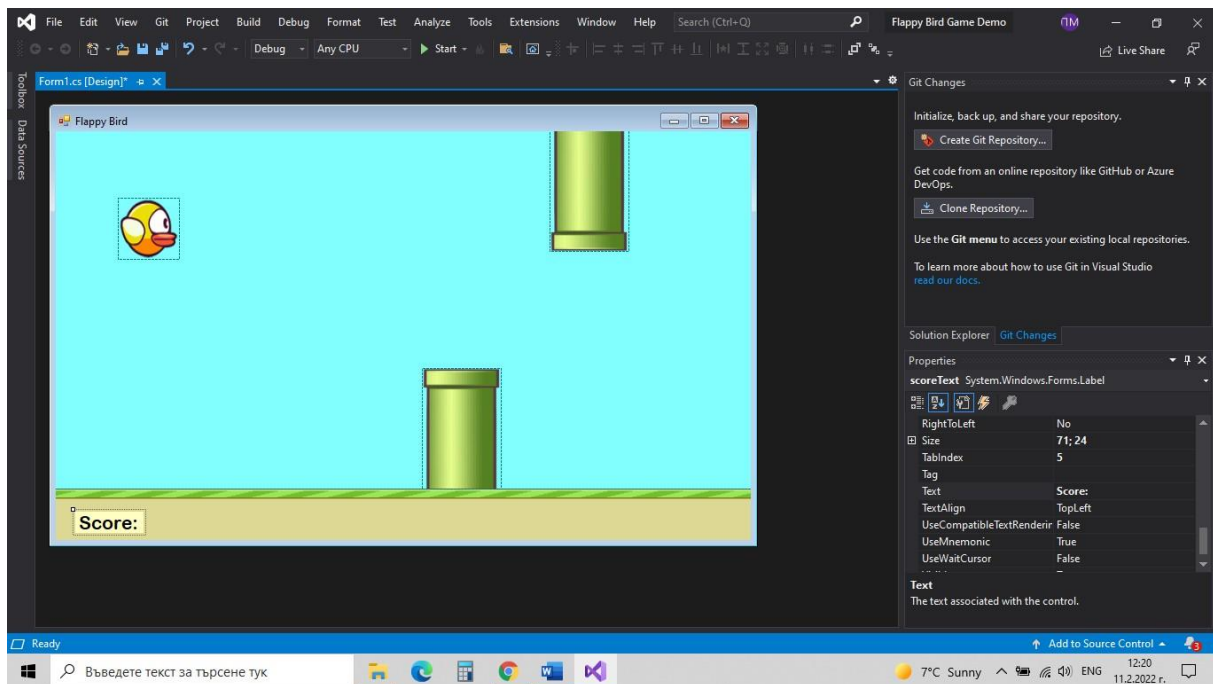 File Edit View Git Project Build Debug Format Test Analyze Tools Extensions Window Help Search (Ctrl+Q) Flappy Bird Game Demo ПМ
Debug Any CPU Start Live Share
Toolbox
Data Sources
Form1.cs [Design]*
Flappy Bird
Score:
Git Changes
Initialize, back up, and share your repository.
Create Git Repository...
Get code from an online repository like GitHub or Azure
DevOps.
Clone Repository...
Use the Git menu to access your existing local repositories.
To learn more about how to use Git in Visual Studio
read our docs.
Solution Explorer Git Changes
Properties
scoreText System.Windows.Forms.Label
RightToLeft No
Size 71; 24
TabIndex 5
Tag
Text Score:
TextAlign TopLeft
UseCompatibleTextRenderir False
UseMnemonic True
UseWaitCursor False
Text
The text associated with the control.
Ready Add to Source Control 3
Въведете текст за търсене тук 7°C Sunny ENG 12:20
11.2.2022 г.